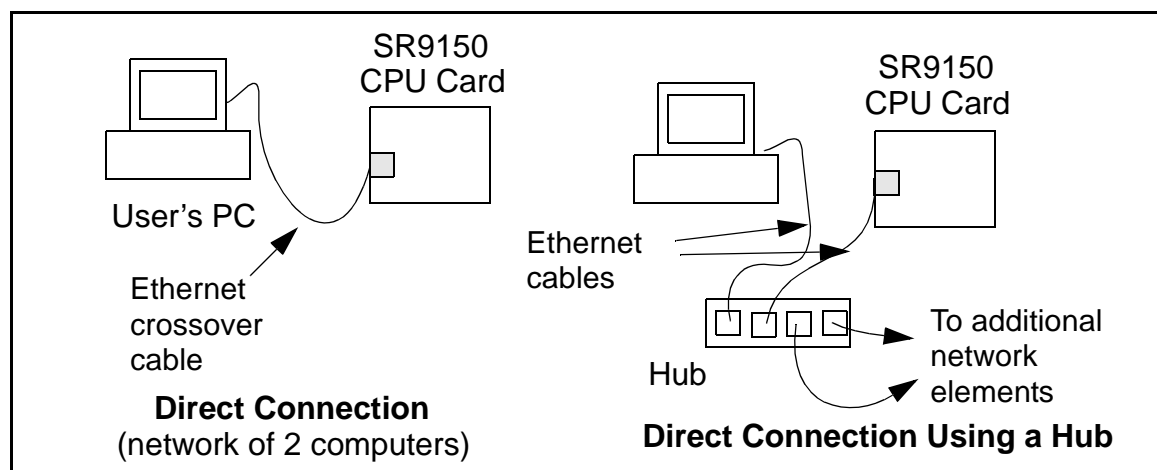 SR9150
CPU Card
User’s PC
Ethernet
crossover
cable
Direct Connection
(network of 2 computers)
SR9150
CPU Card
Ethernet
cables
Hub
To additional
network
elements
Direct Connection Using a Hub